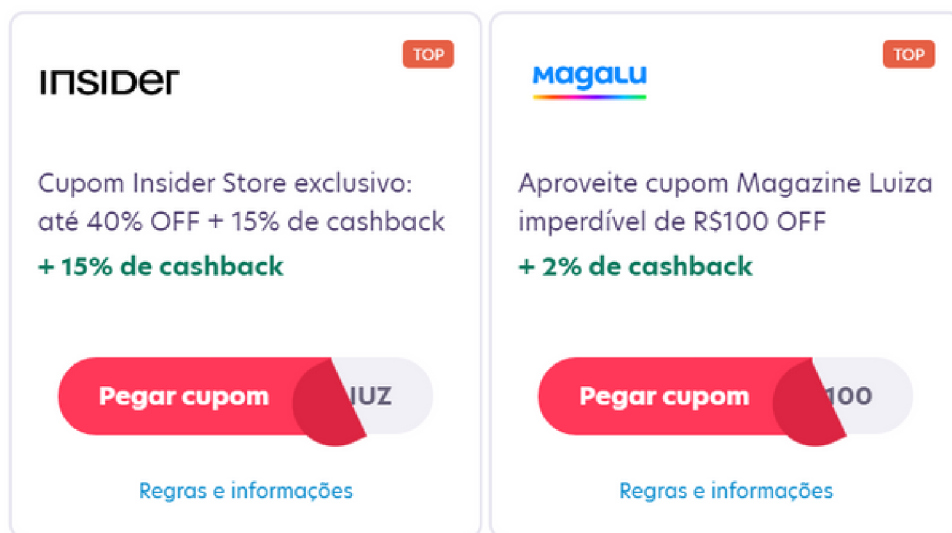 TOP
INSIDER
Cupom Insider Store exclusivo:
até 40% OFF + 15% de cashback
+ 15% de cashback
Pegar cupom IUZ
Regras e informações
TOP
Magalu
Aproveite cupom Magazine Luiza
imperdível de R$100 OFF
+ 2% de cashback
Pegar cupom 100
Regras e informações